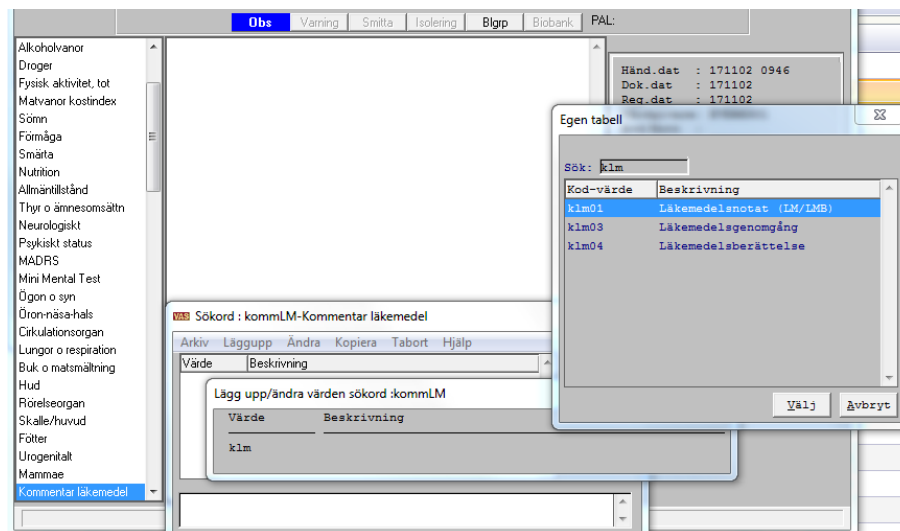 Obs Varning Smitta Isolering Blgrp Biobank PAL:
Alkoholvanor
Droger
Fysisk aktivitet, tot
Matvanor kostindex
Sömn
Förmåga
Smärta
Nutrition
Allmäntillstånd
Thyr o ämnesomsättn
Neurologiskt
Psykiskt status
MADRS
Mini Mental Test
Ögon o syn
Öron-näsa-hals
Cirkulationsorgan
Lungor o respiration
Buk o matsmältning
Hud
Rörelseorgan
Skalle/huvud
Fötter
Urogenitalt
Mammae
Kommentar läkemedel
Händ.dat : 171102 0946
Dok.dat : 171102
Reg.dat : 171102
Egen tabell
Sök: klm
Kod-värde Beskrivning
klm01 Läkemedelsnotat (LM/LMB)
klm03 Läkemedelsgenomgång
klm04 Läkemedelsberättelse
Välj Avbryt
VAS Sökord : kommLM-Kommentar läkemedel
Arkiv Läggupp Ändra Kopiera Tabort Hjälp
Värde Beskrivning
Lägg upp/ändra värden sökord :kommLM
Värde Beskrivning
klm